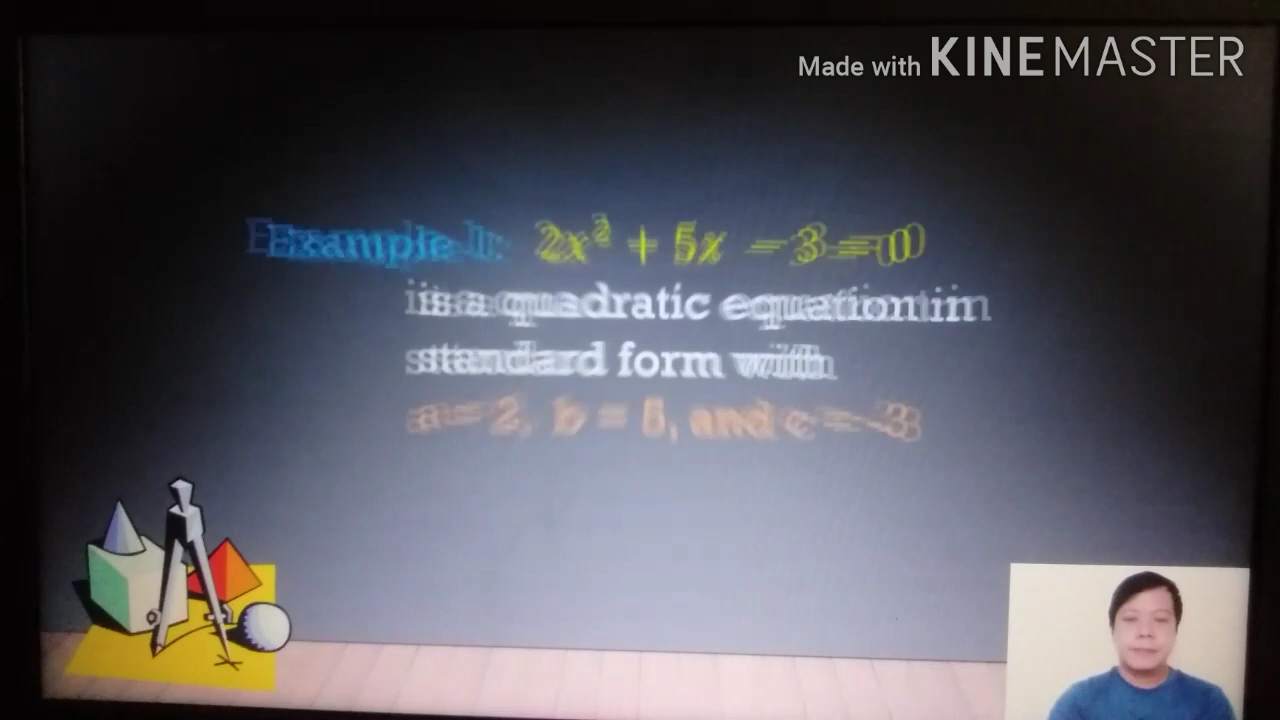 Made with KINEMASTER
Example 1: 2x² + 5x − 3 = 0
is a quadratic equation in
standard form with
a = 2, b = 5, and c = -3